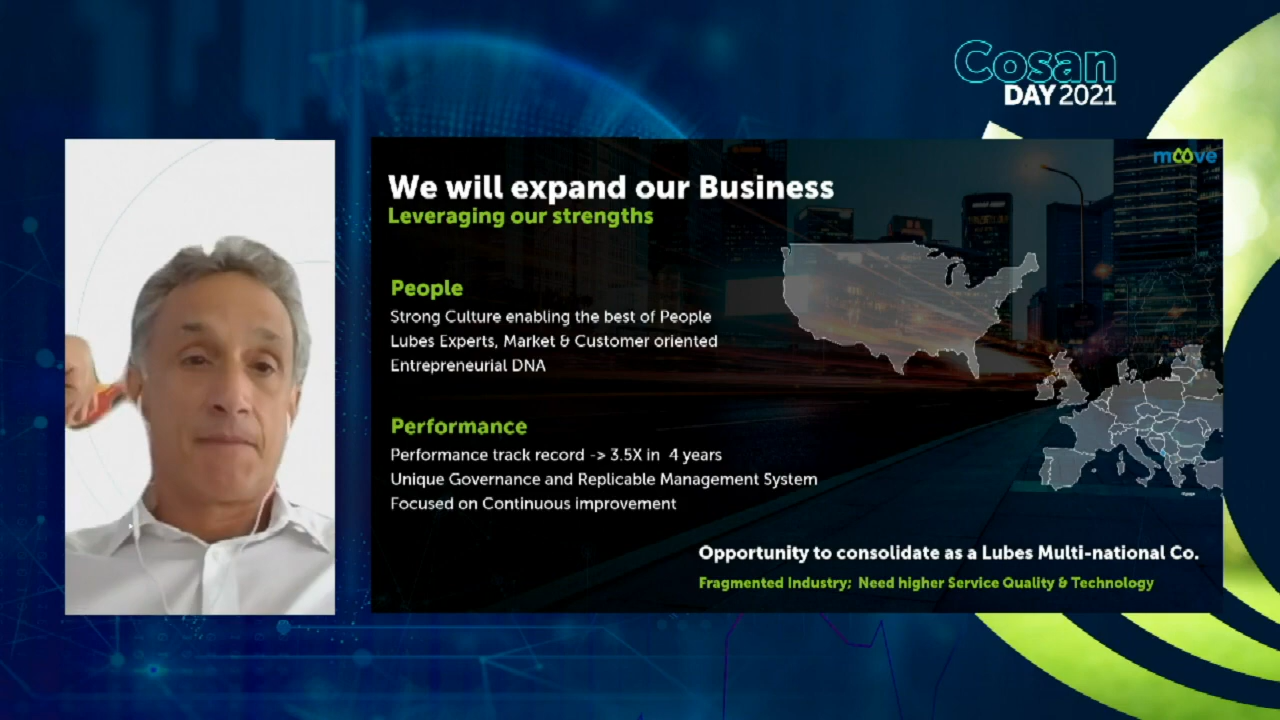 Cosan
DAY 2021
moove
We will expand our Business
Leveraging our strengths
People
Strong Culture enabling the best of People
Lubes Experts, Market & Customer oriented
Entrepreneurial DNA
Performance
Performance track record -> 3.5X in 4 years
Unique Governance and Replicable Management System
Focused on Continuous improvement
Opportunity to consolidate as a Lubes Multi-national Co.
Fragmented Industry; Need higher Service Quality & Technology